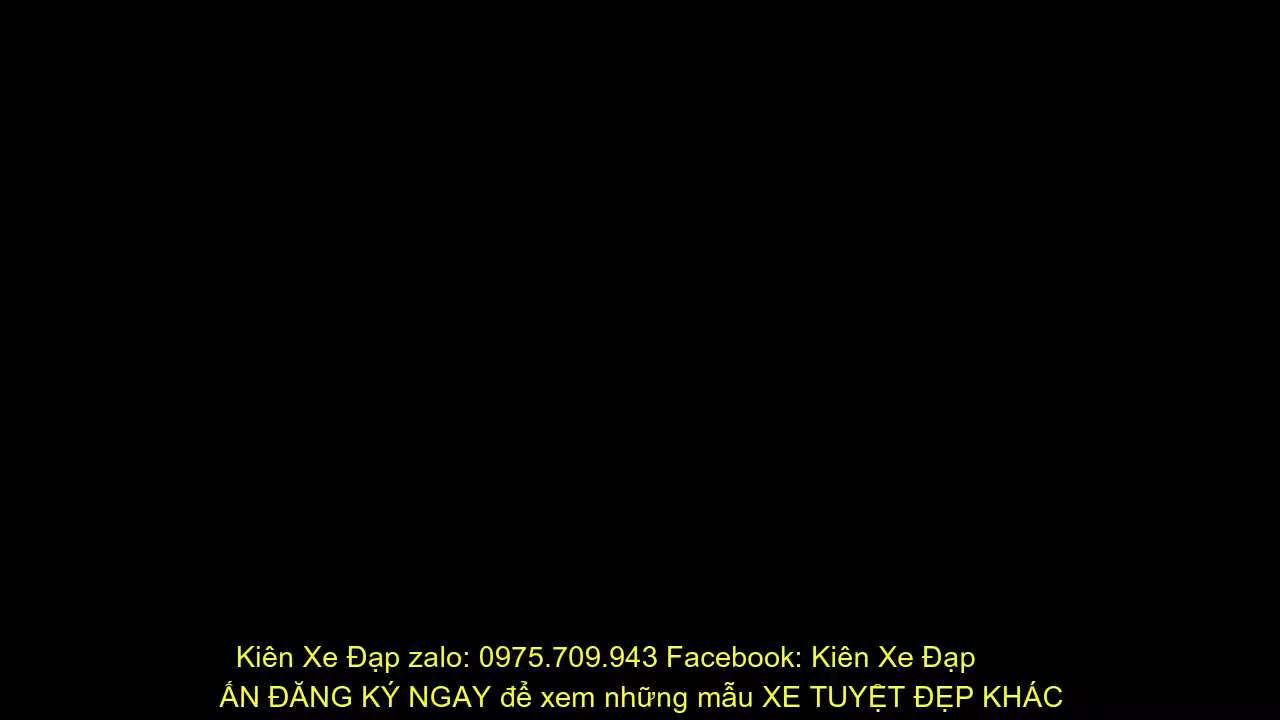 Kiên Xe Đạp zalo: 0975.709.943 Facebook: Kiên Xe Đạp
ẤN ĐĂNG KÝ NGAY để xem những mẫu XE TUYỆT ĐẸP KHÁC